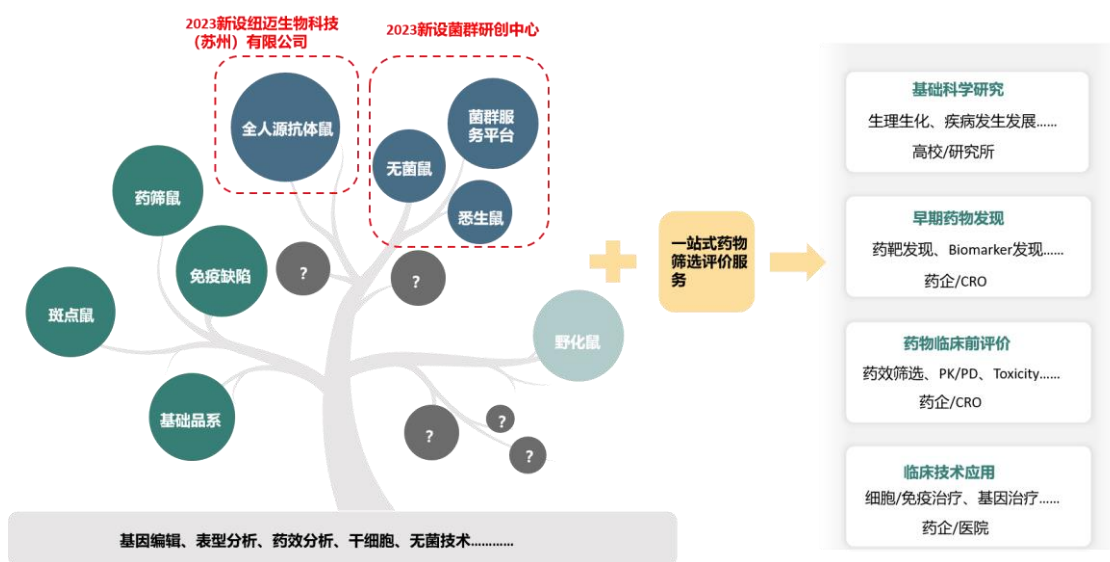 2023新设纽迈生物科技
（苏州）有限公司
2023新设菌群研创中心
全人源抗体鼠
菌群服
务平台
无菌鼠
悉生鼠
药筛鼠
免疫缺陷
斑点鼠
基础品系
?
?
野化鼠
?
?
?
基因编辑、表型分析、药效分析、干细胞、无菌技术…………
一站式药物
筛选评价服
务
基础科学研究
生理生化、疾病发生发展……
高校/研究所
早期药物发现
药靶发现、Biomarker发现……
药企/CRO
药物临床前评价
药效筛选、PK/PD、Toxicity……
药企/CRO
临床技术应用
细胞/免疫治疗、基因治疗……
药企/医院